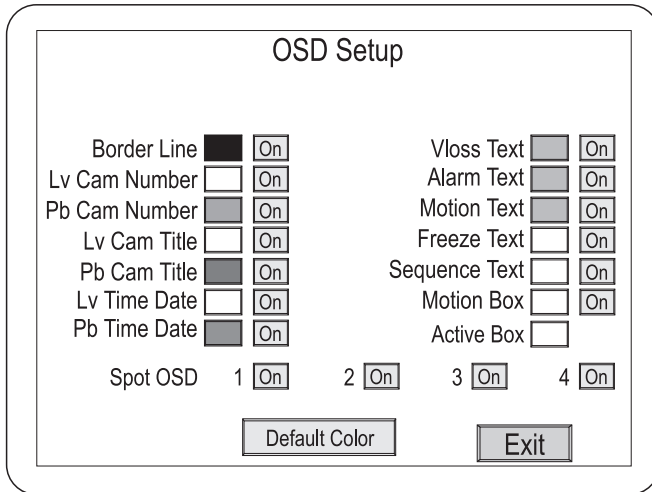 OSD Setup
Border Line On
Lv Cam Number On
Pb Cam Number On
Lv Cam Title On
Pb Cam Title On
Lv Time Date On
Pb Time Date On
Vloss Text On
Alarm Text On
Motion Text On
Freeze Text On
Sequence Text On
Motion Box On
Active Box
Spot OSD 1 On 2 On 3 On 4 On
Default Color Exit